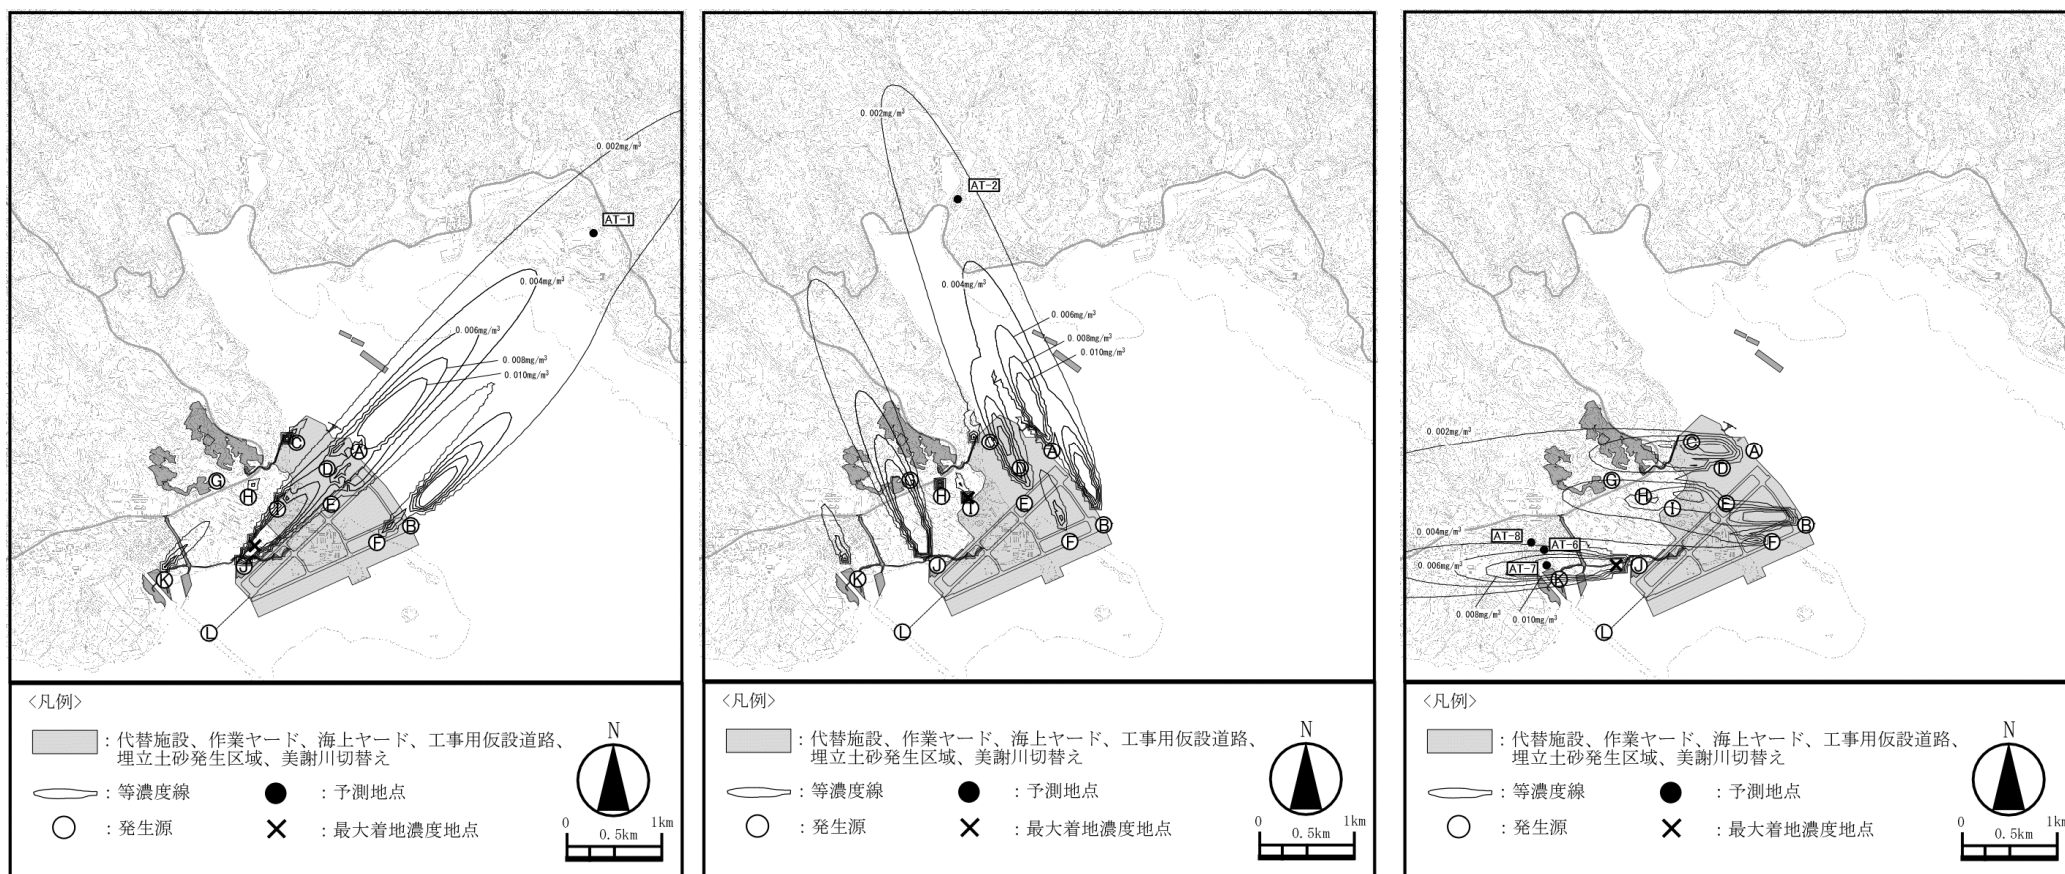 0.002mg/m³
AT-1
0.004mg/m³
0.006mg/m³
0.008mg/m³
0.010mg/m³
C
A
D
G
H
I
E
B
F
J
K
L
<凡例>
：代替施設、作業ヤード、海上ヤード、工事用仮設道路、
埋立土砂発生区域、美謝川切替え
：等濃度線
：予測地点
：発生源
：最大着地濃度地点
N
0 0.5km 1km
0.002mg/m³
AT-2
0.004mg/m³
0.006mg/m³
0.008mg/m³
0.010mg/m³
C
A
D
G
H
I
E
B
F
J
K
L
<凡例>
：代替施設、作業ヤード、海上ヤード、工事用仮設道路、
埋立土砂発生区域、美謝川切替え
：等濃度線
：予測地点
：発生源
：最大着地濃度地点
N
0 0.5km 1km
0.002mg/m³
C
A
D
G
H
I
E
B
0.004mg/m³
AT-8
AT-6
F
0.006mg/m³
AT-7
J
K
0.008mg/m³
0.010mg/m³
L
<凡例>
：代替施設、作業ヤード、海上ヤード、工事用仮設道路、
埋立土砂発生区域、美謝川切替え
：等濃度線
：予測地点
：発生源
：最大着地濃度地点
N
0 0.5km 1km